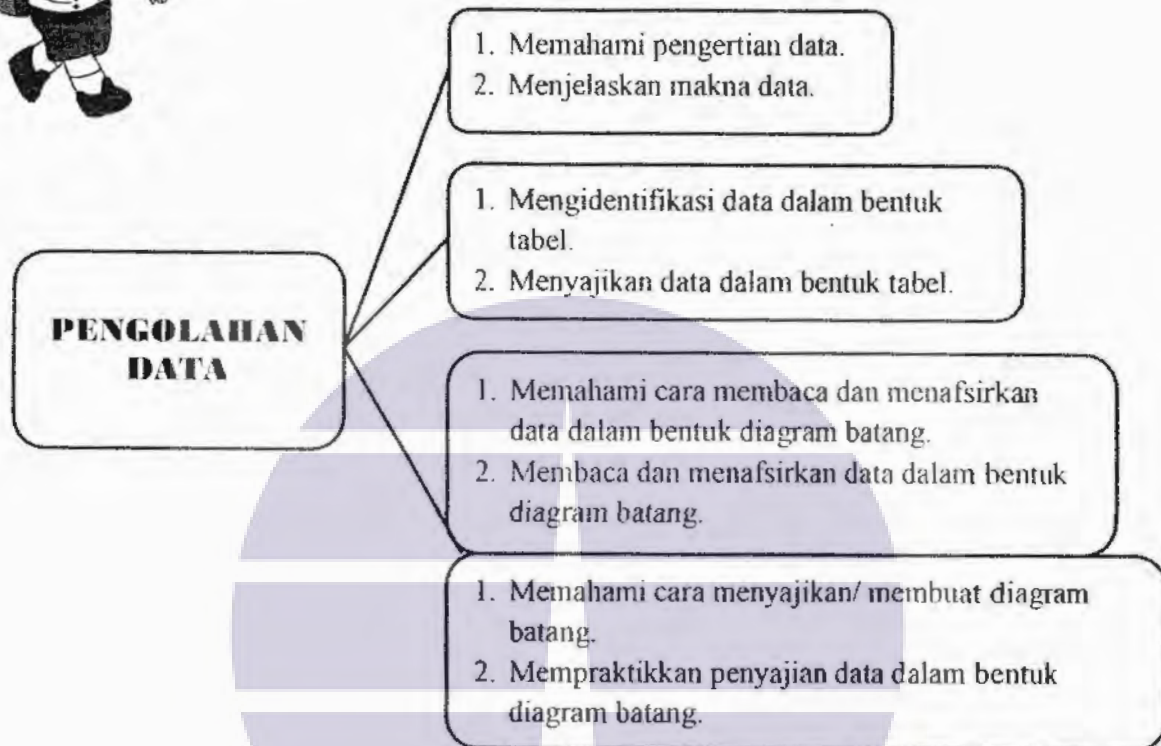 1. Memahami pengertian data.
2. Menjelaskan makna data.
1. Mengidentifikasi data dalam bentuk
tabel.
2. Menyajikan data dalam bentuk tabel.
PENGOLAHAN
DATA
1. Memahami cara membaca dan menafsirkan
data dalam bentuk diagram batang.
2. Membaca dan menafsirkan data dalam bentuk
diagram batang.
1. Memahami cara menyajikan/ membuat diagram
batang.
2. Mempraktikkan penyajian data dalam bentuk
diagram batang.